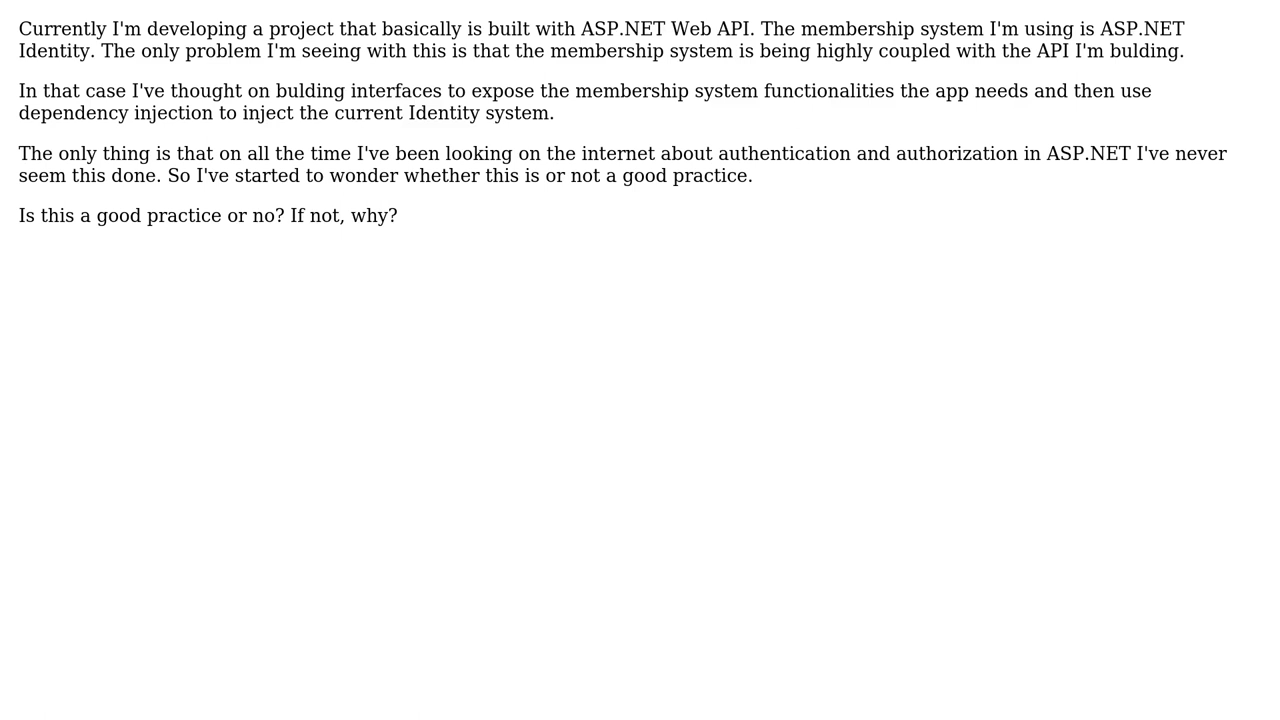 Currently I'm developing a project that basically is built with ASP.NET Web API. The membership system I'm using is ASP.NET
Identity. The only problem I'm seeing with this is that the membership system is being highly coupled with the API I'm bulding.
In that case I've thought on bulding interfaces to expose the membership system functionalities the app needs and then use
dependency injection to inject the current Identity system.
The only thing is that on all the time I've been looking on the internet about authentication and authorization in ASP.NET I've never
seem this done. So I've started to wonder whether this is or not a good practice.
Is this a good practice or no? If not, why?